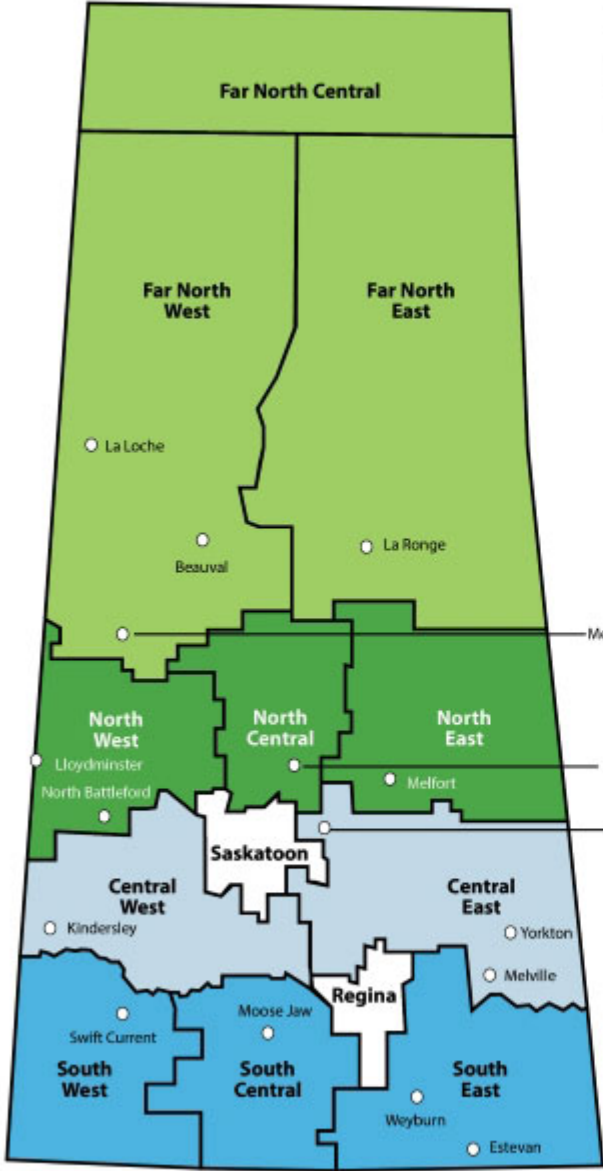 Far North Central
Far North
West
Far North
East
La Loche
Beauval
La Ronge
North
West
North
Central
North
East
Lloydminster
North Battleford
Melfort
Saskatoon
Central
West
Central
East
Kindersley
Yorkton
Melville
Regina
Swift Current
Moose Jaw
South
West
South
Central
South
East
Weyburn
Estevan